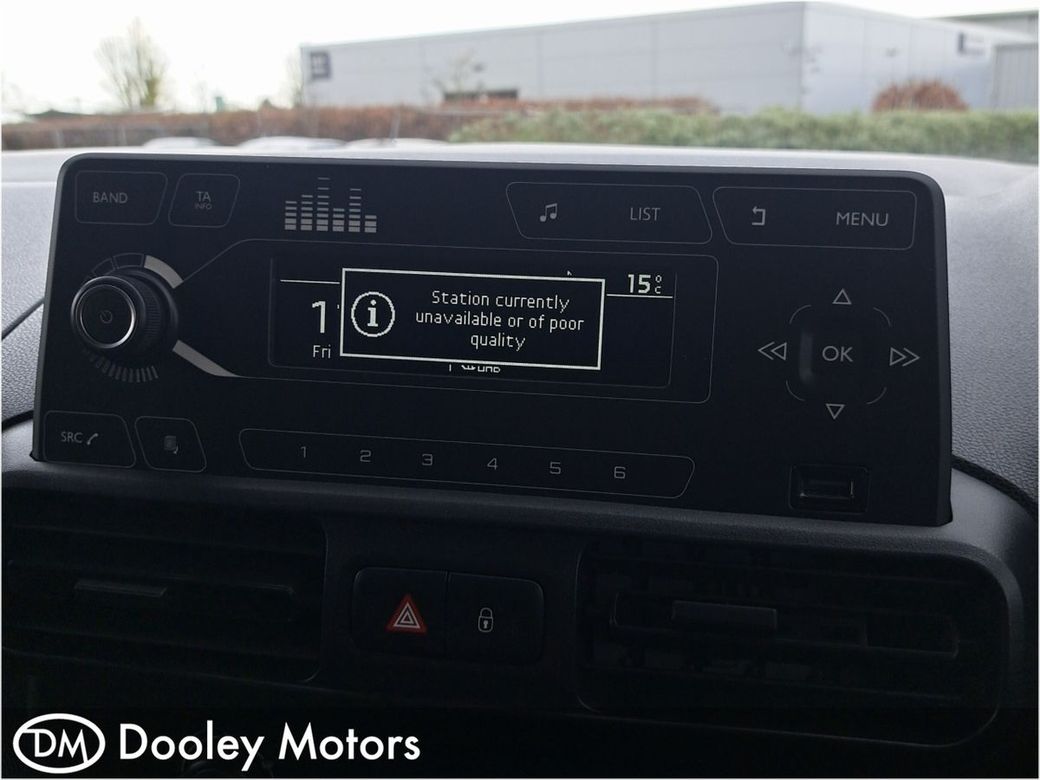 BAND
TA
INFO
LIST
MENU
15°C
Station currently
unavailable or of poor
quality
Fri
OK
SRC
1 2 3 4 5 6
DM Dooley Motors